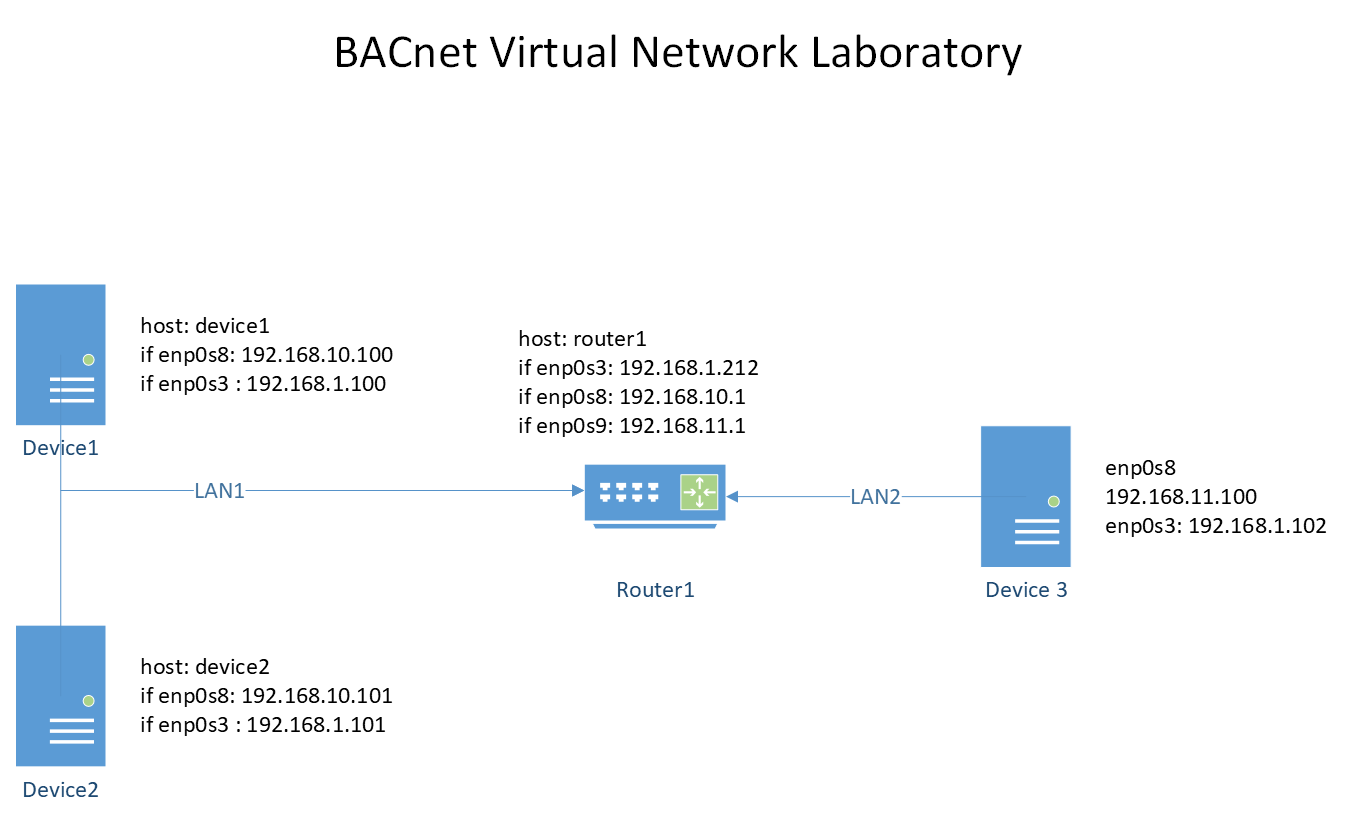 BACnet Virtual Network Laboratory
host: device1
if enp0s8: 192.168.10.100
if enp0s3 : 192.168.1.100
Device1
host: router1
if enp0s3: 192.168.1.212
if enp0s8: 192.168.10.1
if enp0s9: 192.168.11.1
LAN1
LAN2
Router1
enp0s8
192.168.11.100
enp0s3: 192.168.1.102
Device 3
host: device2
if enp0s8: 192.168.10.101
if enp0s3 : 192.168.1.101
Device2